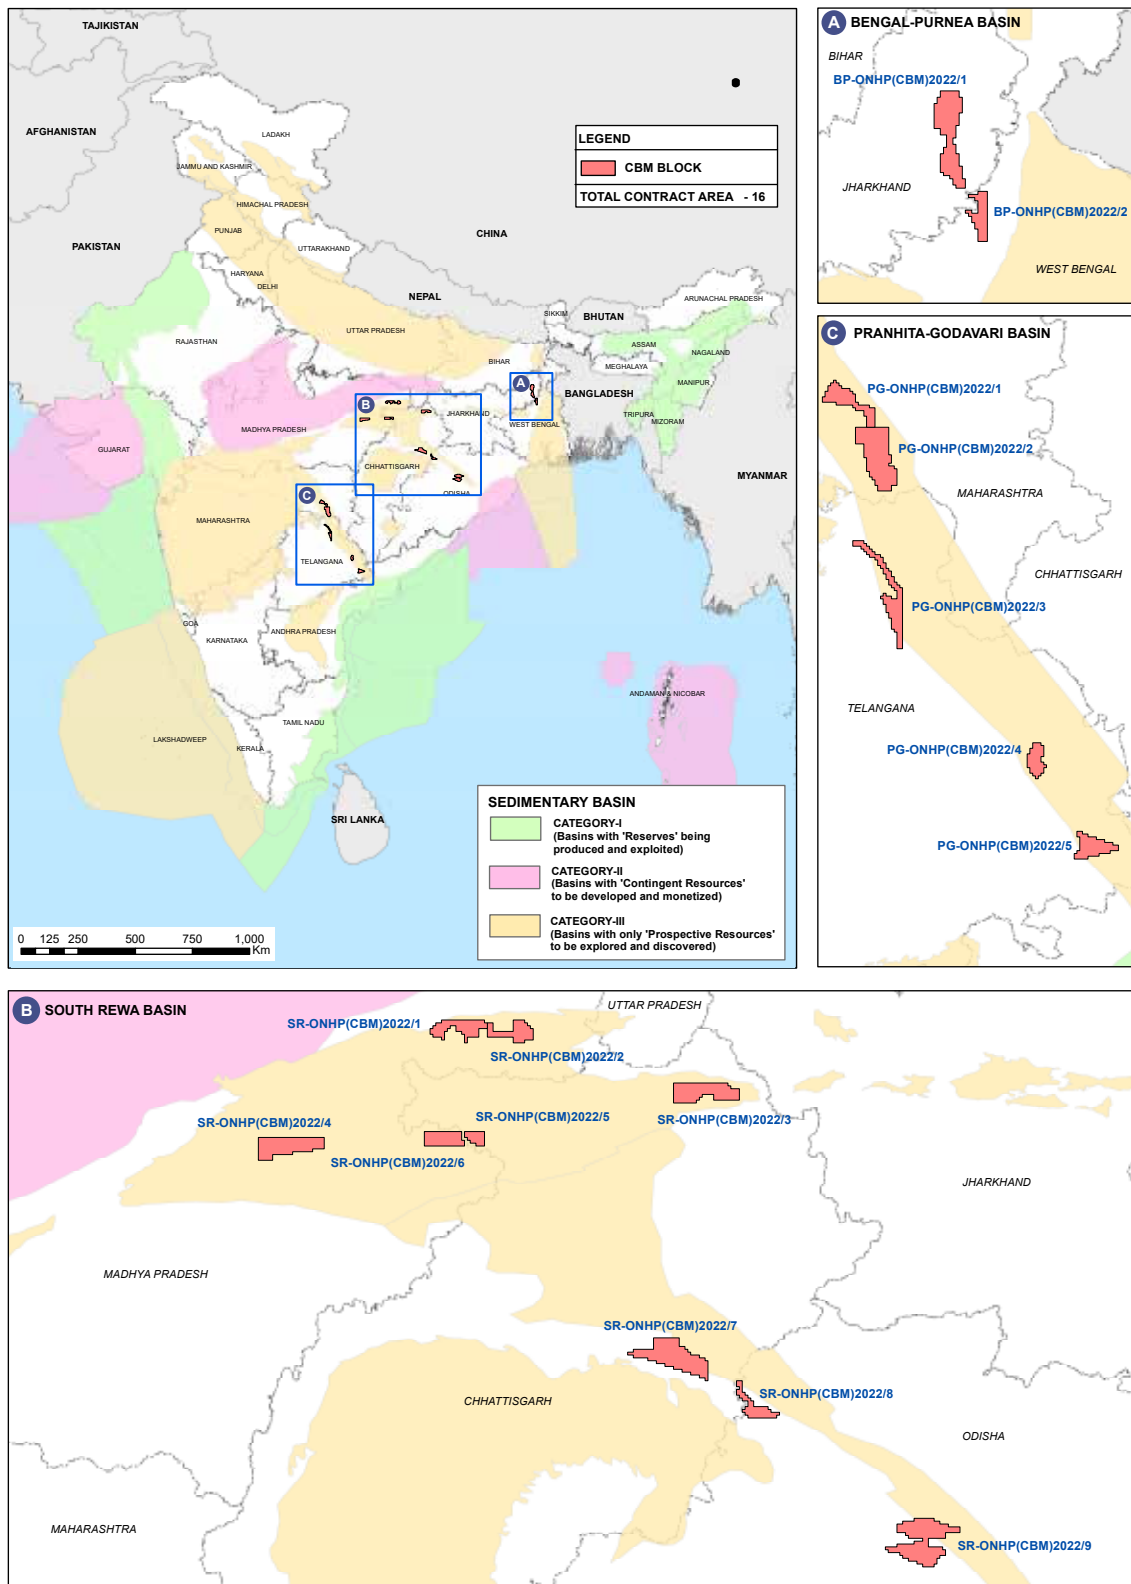 TAJIKISTAN
AFGHANISTAN
LADAKH
JAMMU AND KASHMIR
HIMACHAL PRADESH
PUNJAB
UTTARAKHAND
PAKISTAN
HARYANA
DELHI
CHINA
NEPAL
RAJASTHAN
UTTAR PRADESH
SIKKIM
BHUTAN
ARUNACHAL PRADESH
ASSAM
NAGALAND
MEGHALAYA
BIHAR
MANIPUR
BANGLADESH
TRIPURA
MIZORAM
A
B
C
JHARKHAND
WEST BENGAL
MADHYA PRADESH
GUJARAT
CHHATTISGARH
ODISHA
MYANMAR
MAHARASHTRA
TELANGANA
GOA
KARNATAKA
ANDHRA PRADESH
ANDAMAN & NICOBAR
TAMIL NADU
LAKSHADWEEP
KERALA
SRI LANKA
LEGEND
CBM BLOCK
TOTAL CONTRACT AREA - 16
SEDIMENTARY BASIN
CATEGORY-I
(Basins with 'Reserves' being
produced and exploited)
CATEGORY-II
(Basins with 'Contingent Resources'
to be developed and monetized)
CATEGORY-III
(Basins with only 'Prospective Resources'
to be explored and discovered)
0 125 250 500 750 1,000
Km
A BENGAL-PURNEA BASIN
BIHAR
BP-ONHP(CBM)2022/1
JHARKHAND
BP-ONHP(CBM)2022/2
WEST BENGAL
C PRANHITA-GODAVARI BASIN
PG-ONHP(CBM)2022/1
PG-ONHP(CBM)2022/2
MAHARASHTRA
CHHATTISGARH
PG-ONHP(CBM)2022/3
TELANGANA
PG-ONHP(CBM)2022/4
PG-ONHP(CBM)2022/5
B SOUTH REWA BASIN
UTTAR PRADESH
SR-ONHP(CBM)2022/1
SR-ONHP(CBM)2022/2
SR-ONHP(CBM)2022/4
SR-ONHP(CBM)2022/5
SR-ONHP(CBM)2022/3
SR-ONHP(CBM)2022/6
JHARKHAND
MADHYA PRADESH
SR-ONHP(CBM)2022/7
CHHATTISGARH
SR-ONHP(CBM)2022/8
ODISHA
MAHARASHTRA
SR-ONHP(CBM)2022/9